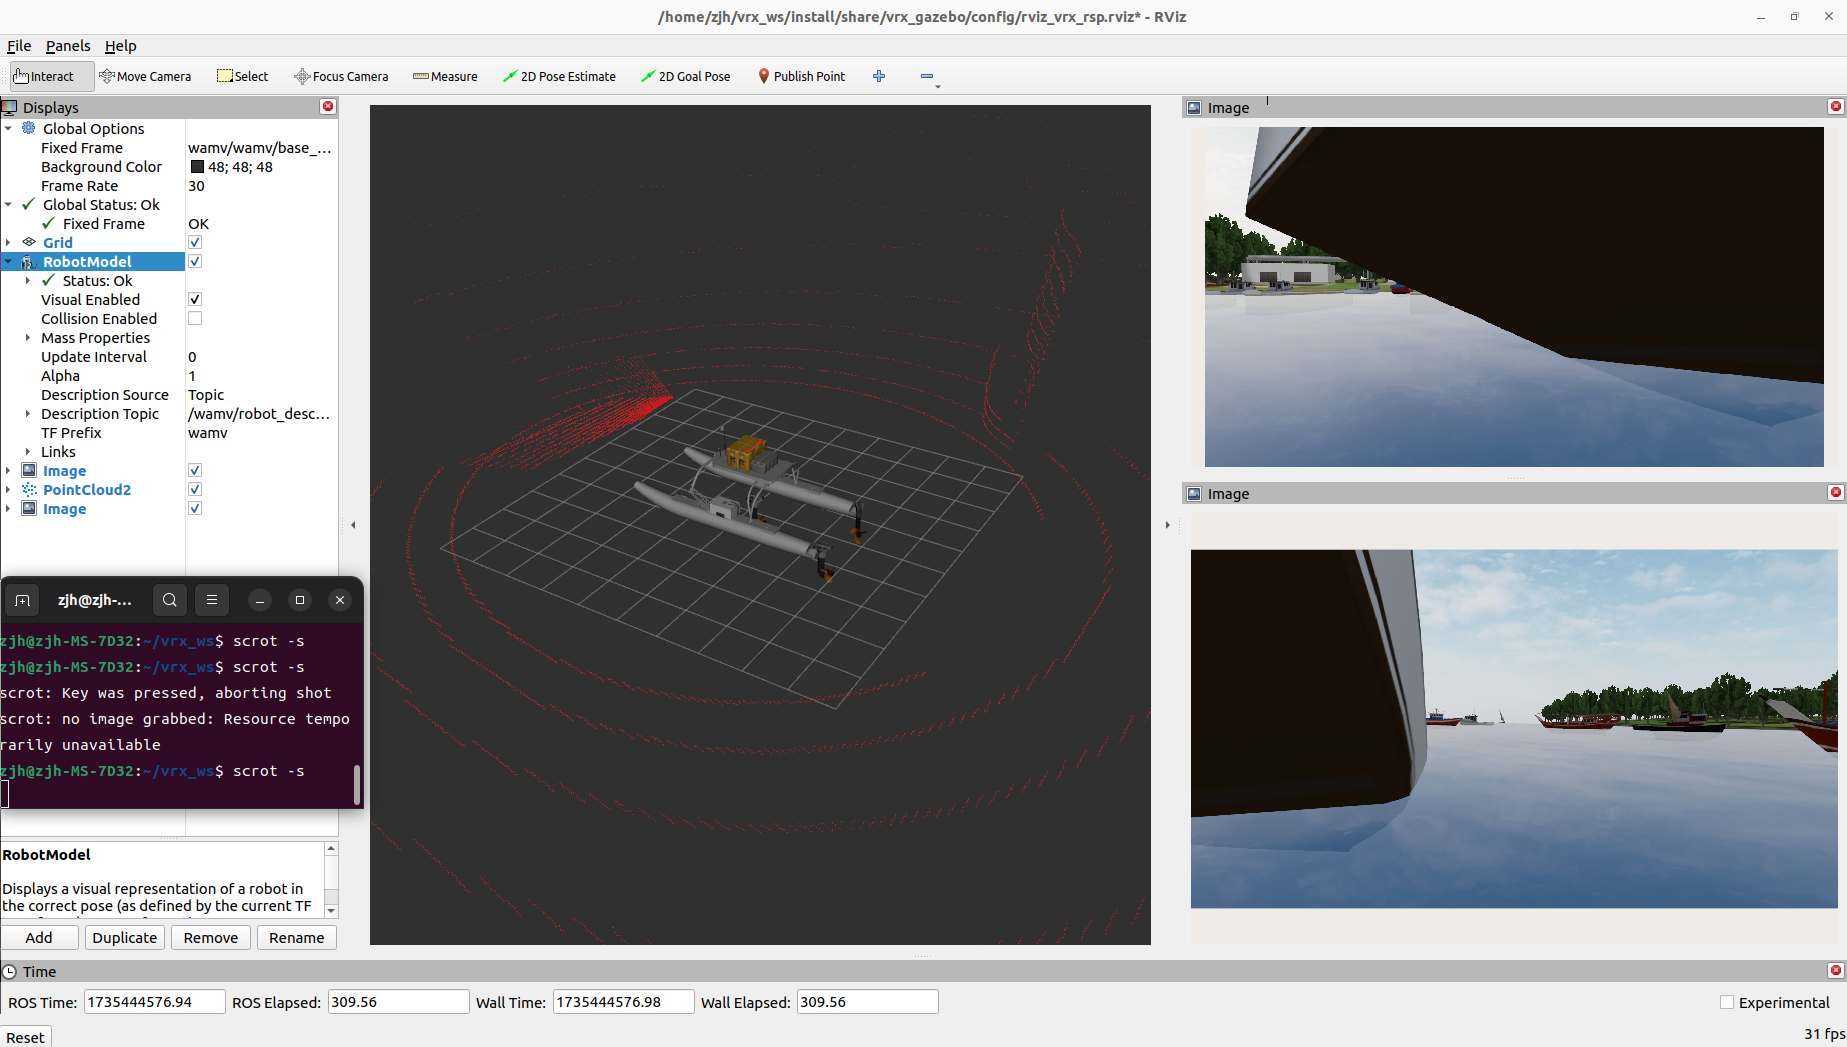 /home/zjh/vrx_ws/install/share/vrx_gazebo/config/rviz_vrx_rsp.rviz* - RViz
File Panels Help
Interact Move Camera Select Focus Camera Measure 2D Pose Estimate 2D Goal Pose Publish Point
Displays
Global Options
Fixed Frame wamv/wamv/base_...
Background Color 48; 48; 48
Frame Rate 30
Global Status: Ok
Fixed Frame OK
Grid
RobotModel
Status: Ok
Visual Enabled
Collision Enabled
Mass Properties
Update Interval 0
Alpha 1
Description Source Topic
Description Topic /wamv/robot_desc...
TF Prefix wamv
Links
Image
PointCloud2
Image
zjh@zjh-...
zjh@zjh-MS-7D32:~/vrx_ws$ scrot -s
zjh@zjh-MS-7D32:~/vrx_ws$ scrot -s
scrot: Key was pressed, aborting shot
scrot: no image grabbed: Resource tempo
rarily unavailable
zjh@zjh-MS-7D32:~/vrx_ws$ scrot -s
RobotModel
Displays a visual representation of a robot in
the correct pose (as defined by the current TF
Add Duplicate Remove Rename
Image
Image
Time
ROS Time: 1735444576.94 ROS Elapsed: 309.56 Wall Time: 1735444576.98 Wall Elapsed: 309.56 Experimental
Reset 31 fps